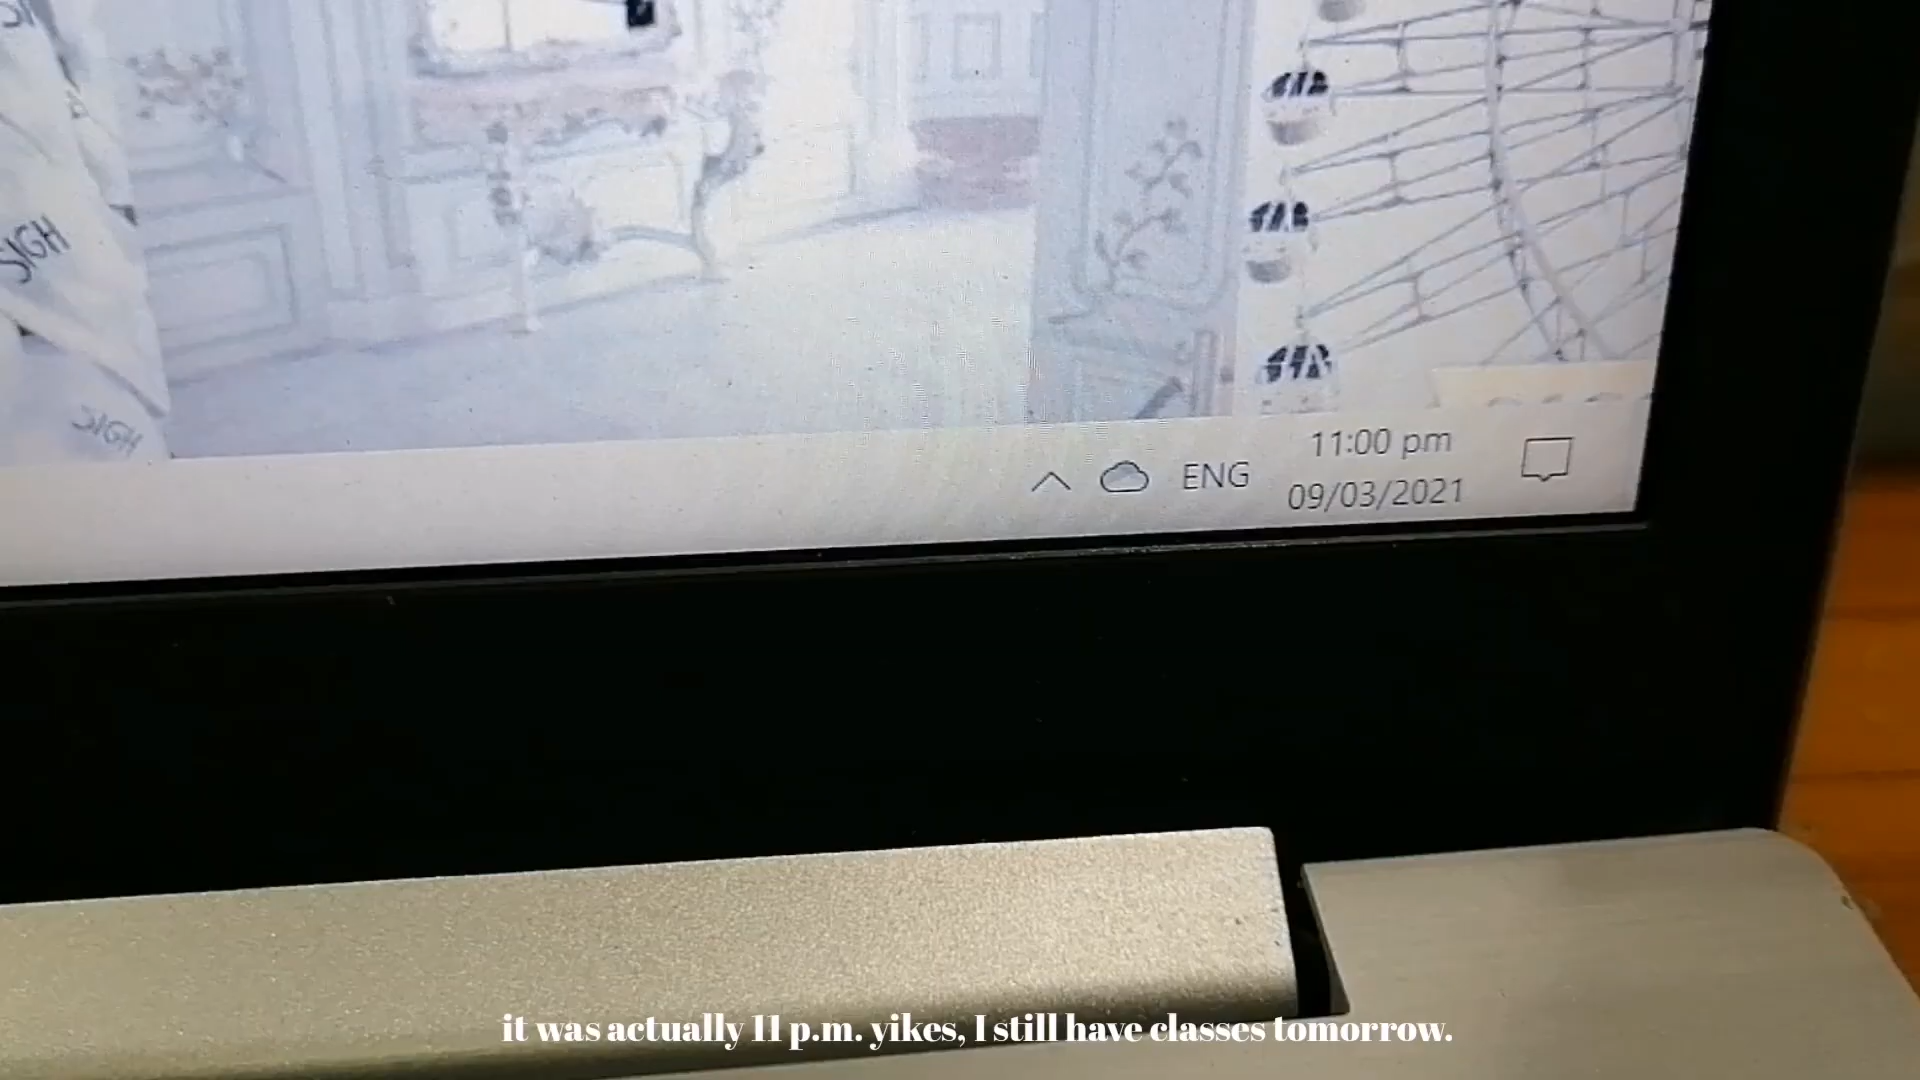 SIGH
SIGH
11:00 pm
ENG
09/03/2021
it was actually 11 p.m. yikes, I still have classes tomorrow.